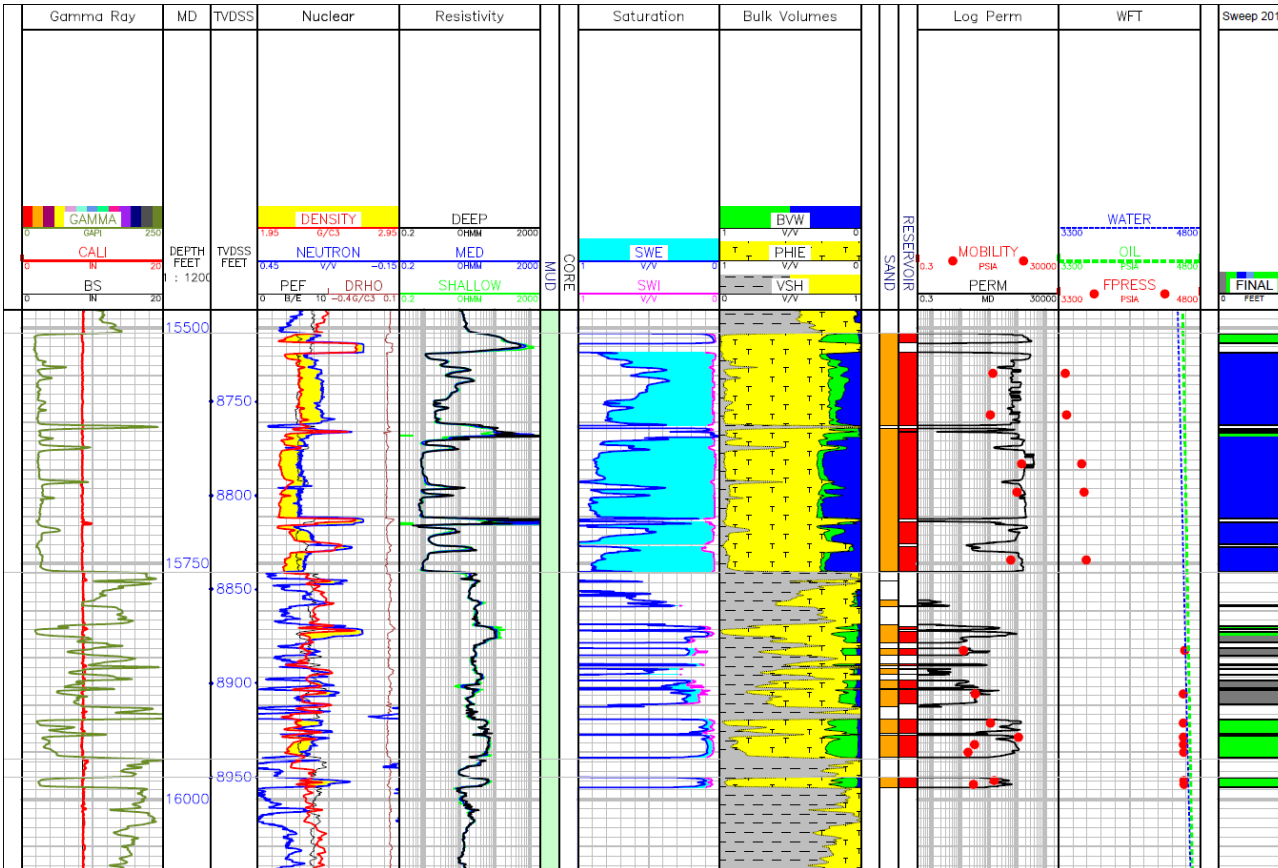 Gamma Ray
MD
TVDSS
Nuclear
Resistivity
Saturation
Bulk Volumes
Log Perm
WFT
Sweep 201
GAMMA
0 GAPI 250
CALI
0 IN 20
BS
0 IN 20
DEPTH
FEET
1 : 1200
TVDSS
FEET
DENSITY
1.95 G/C3 2.95
NEUTRON
0.45 V/V -0.15
PEF DRHO
0 B/E 10 -0.4G/C3 0.1
DEEP
0.2 OHMM 2000
MED
0.2 OHMM 2000
SHALLOW
0.2 OHMM 2000
MUD
CORE
SWE
1 V/V 0
SWI
1 V/V 0
BVW
1 V/V 0
PHIE
1 V/V 0
VSH
0 V/V 1
SAND
RESERVOIR
MOBILITY
0.3 PSIA 30000
PERM
0.3 MD 30000
WATER
3300 4800
OIL
3300 PSIA 4800
FPRESS
3300 PSIA 4800
FINAL
0 FEET
15500
8750
8800
15750
8850
8900
8950
16000